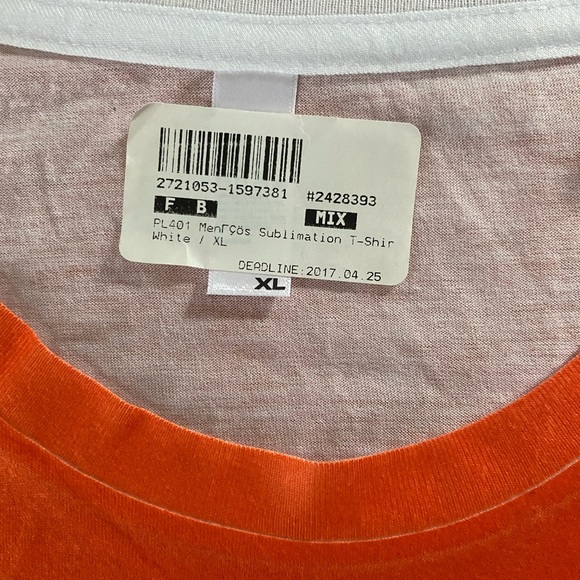 2721053-1597381 #2428393
F B MIX
PL401 MenΓÇös Sublimation T-Shir
White / XL
DEADLINE:2017.04.25
XL